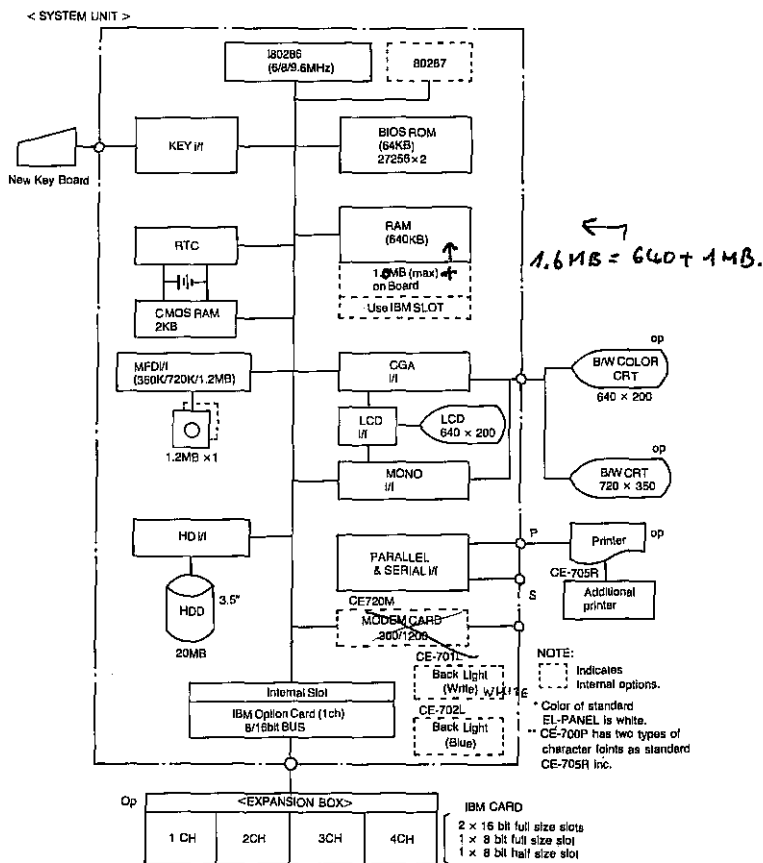 < SYSTEM UNIT >
I80286
(6/8/9.6MHz)
80287
New Key Board
KEY i/f
BIOS ROM
(64KB)
27256×2
RTC
CMOS RAM
2KB
RAM
(640KB)
(max)
on Board
Use IBM SLOT
1.6MB = 640 + 1MB.
MFDI/I
(360K/720K/1.2MB)
1.2MB ×1
CGA
I/I
LCD
I/f
LCD
640 × 200
MONO
I/I
op
B/W COLOR
CRT
640 × 200
op
B/W CRT
720 × 350
HD I/I
HDD
3.5"
20MB
PARALLEL
& SERIAL I/f
P
S
Printer
op
CE-705R
Additional
printer
CE720M
MODEM CARD
300/1200
CE-701L
Back Light
(Write) WHITE
CE-702L
Back Light
(Blue)
NOTE:
Indicates
Internal options.
* Color of standard
EL-PANEL is white.
** CE-700P has two types of
character foints as standard
CE-705R inc.
Internal Slot
IBM Option Card (1ch)
8/16bit BUS
Op
<EXPANSION BOX>
1 CH
2CH
3CH
4CH
IBM CARD
2 × 16 bit full size slots
1 × 8 bit full size slot
1 × 8 bit half size slot